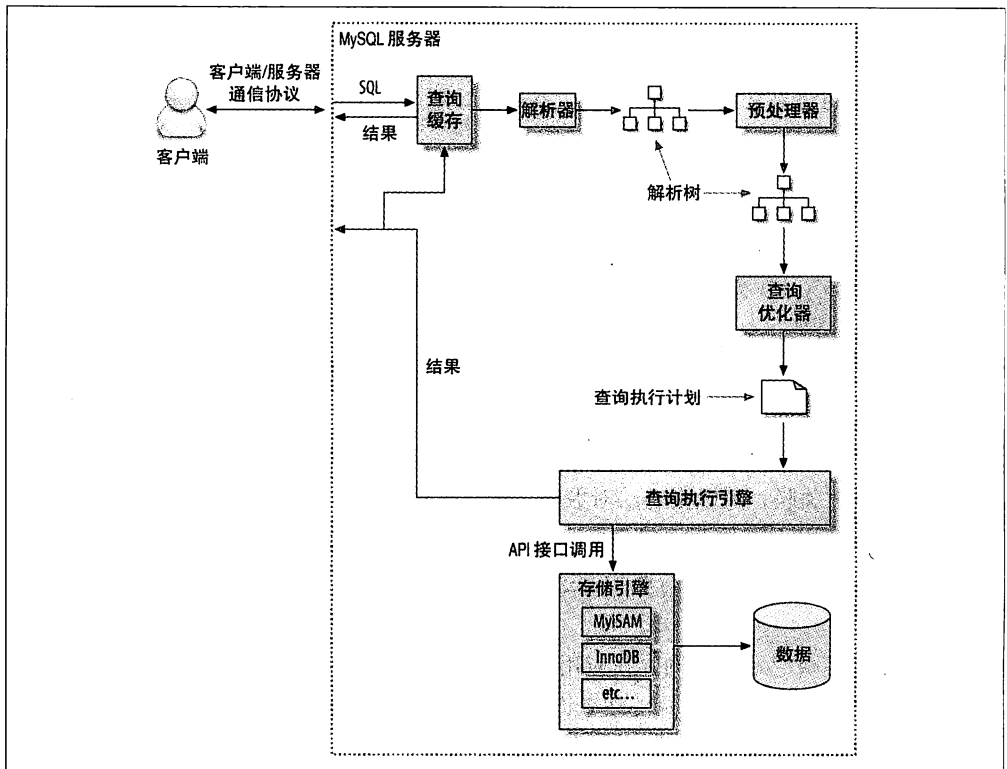 MySQL 服务器
客户端/服务器
通信协议
客户端
SQL
结果
查询
缓存
解析器
预处理器
解析树
查询
优化器
结果
查询执行计划
查询执行引擎
API 接口调用
存储引擎
MyISAM
InnoDB
etc...
数据